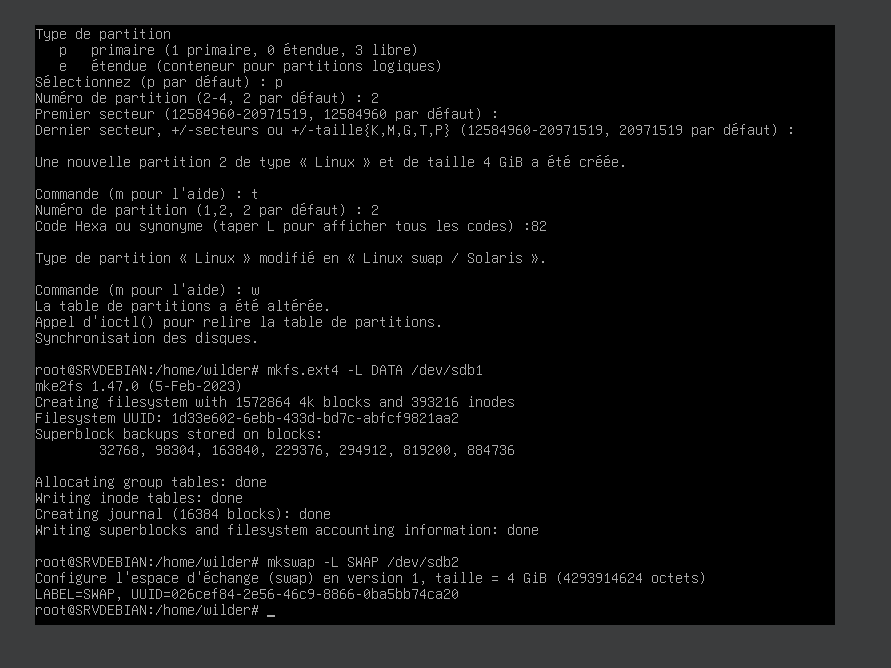 Type de partition
   p   primaire (1 primaire, 0 étendue, 3 libre)
   e   étendue (conteneur pour partitions logiques)
Sélectionnez (p par défaut) : p
Numéro de partition (2-4, 2 par défaut) : 2
Premier secteur (12584960-20971519, 12584960 par défaut) :
Dernier secteur, +/-secteurs ou +/-taille{K,M,G,T,P} (12584960-20971519, 20971519 par défaut) :

Une nouvelle partition 2 de type « Linux » et de taille 4 GiB a été créée.

Commande (m pour l'aide) : t
Numéro de partition (1,2, 2 par défaut) : 2
Code Hexa ou synonyme (taper L pour afficher tous les codes) :82

Type de partition « Linux » modifié en « Linux swap / Solaris ».

Commande (m pour l'aide) : w
La table de partitions a été altérée.
Appel d'ioctl() pour relire la table de partitions.
Synchronisation des disques.

root@SRVDEBIAN:/home/wilder# mkfs.ext4 -L DATA /dev/sdb1
mke2fs 1.47.0 (5-Feb-2023)
Creating filesystem with 1572864 4k blocks and 393216 inodes
Filesystem UUID: 1d33e602-6ebb-433d-bd7c-abfcf9821aa2
Superblock backups stored on blocks:
        32768, 98304, 163840, 229376, 294912, 819200, 884736

Allocating group tables: done
Writing inode tables: done
Creating journal (16384 blocks): done
Writing superblocks and filesystem accounting information: done

root@SRVDEBIAN:/home/wilder# mkswap -L SWAP /dev/sdb2
Configure l'espace d'échange (swap) en version 1, taille = 4 GiB (4293914624 octets)
LABEL=SWAP, UUID=026cef84-2e56-46c9-8866-0ba5bb74ca20
root@SRVDEBIAN:/home/wilder# _